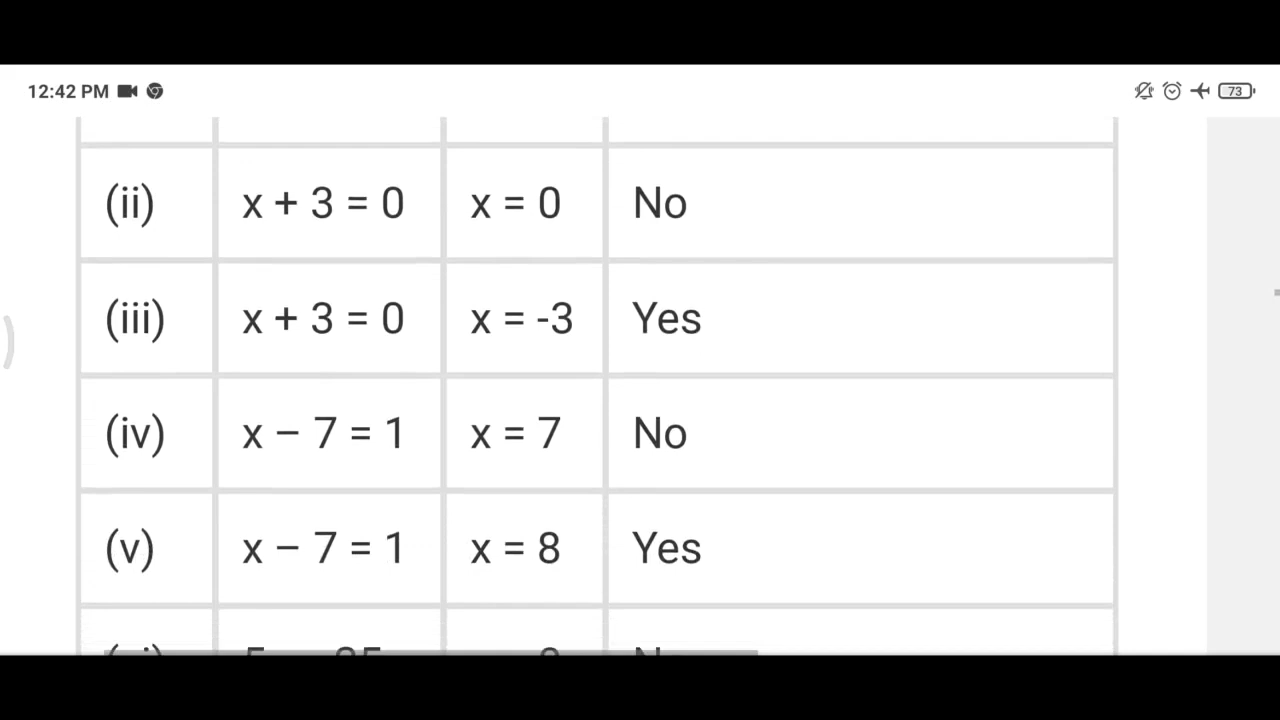 12:42 PM 73
(ii) x + 3 = 0 x = 0 No
(iii) x + 3 = 0 x = -3 Yes
(iv) x – 7 = 1 x = 7 No
(v) x – 7 = 1 x = 8 Yes